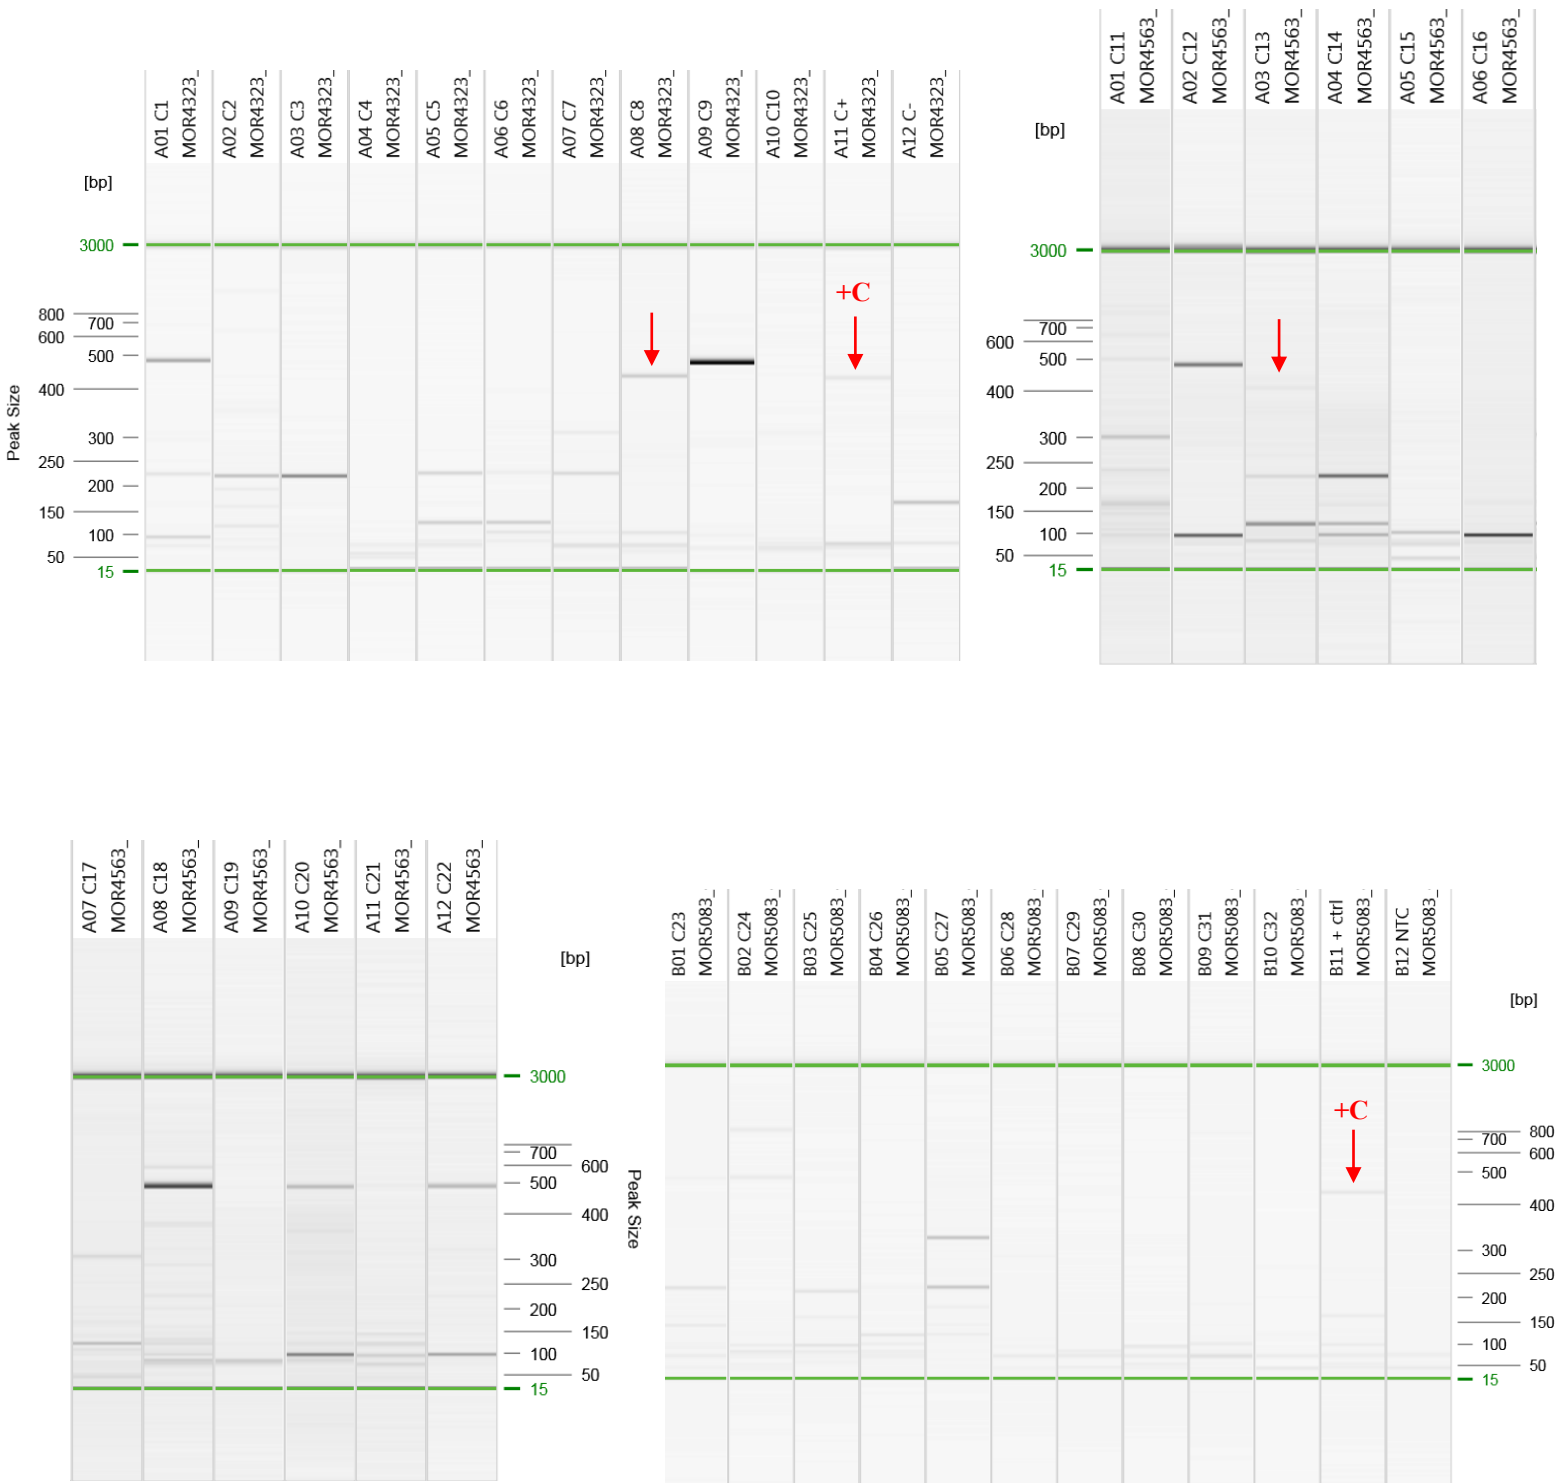 A01 C1
MOR4323_
A02 C2
MOR4323_
A03 C3
MOR4323_
A04 C4
MOR4323_
A05 C5
MOR4323_
A06 C6
MOR4323_
A07 C7
MOR4323_
A08 C8
MOR4323_
A09 C9
MOR4323_
A10 C10
MOR4323_
A11 C+
MOR4323_
A12 C-
MOR4323_
[bp]
3000
800
700
600
500
400
300
250
200
150
100
50
15
Peak Size
+C
A01 C11
MOR4563_
A02 C12
MOR4563_
A03 C13
MOR4563_
A04 C14
MOR4563_
A05 C15
MOR4563_
A06 C16
MOR4563_
[bp]
3000
700
600
500
400
300
250
200
150
100
50
15
A07 C17
MOR4563_
A08 C18
MOR4563_
A09 C19
MOR4563_
A10 C20
MOR4563_
A11 C21
MOR4563_
A12 C22
MOR4563_
[bp]
3000
700
600
500
400
300
250
200
150
100
50
15
Peak Size
B01 C23
MOR5083_
B02 C24
MOR5083_
B03 C25
MOR5083_
B04 C26
MOR5083_
B05 C27
MOR5083_
B06 C28
MOR5083_
B07 C29
MOR5083_
B08 C30
MOR5083_
B09 C31
MOR5083_
B10 C32
MOR5083_
B11 + ctrl
MOR5083_
B12 NTC
MOR5083_
[bp]
3000
+C
800
700
600
500
400
300
250
200
150
100
50
15